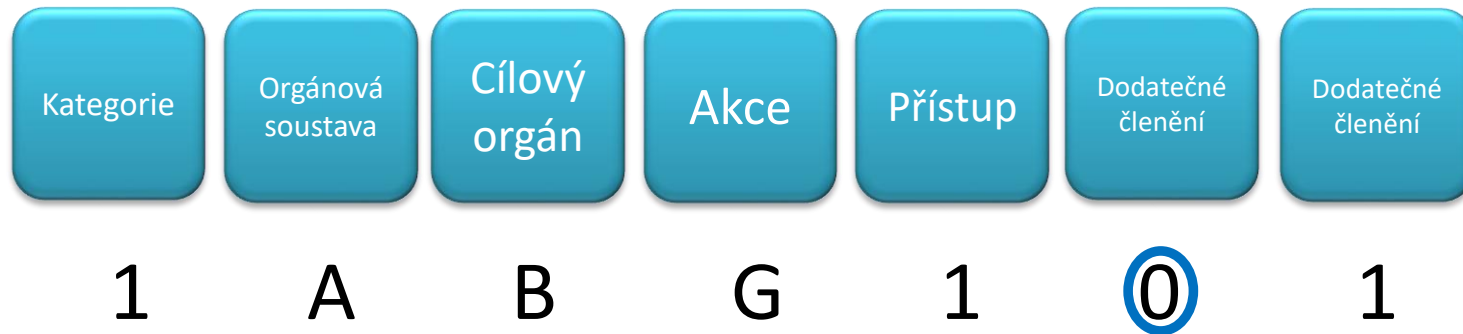 Kategorie
Orgánová
soustava
Cílový
orgán
Akce
Přístup
Dodatečné
členění
Dodatečné
členění
1 A B G 1 0 1